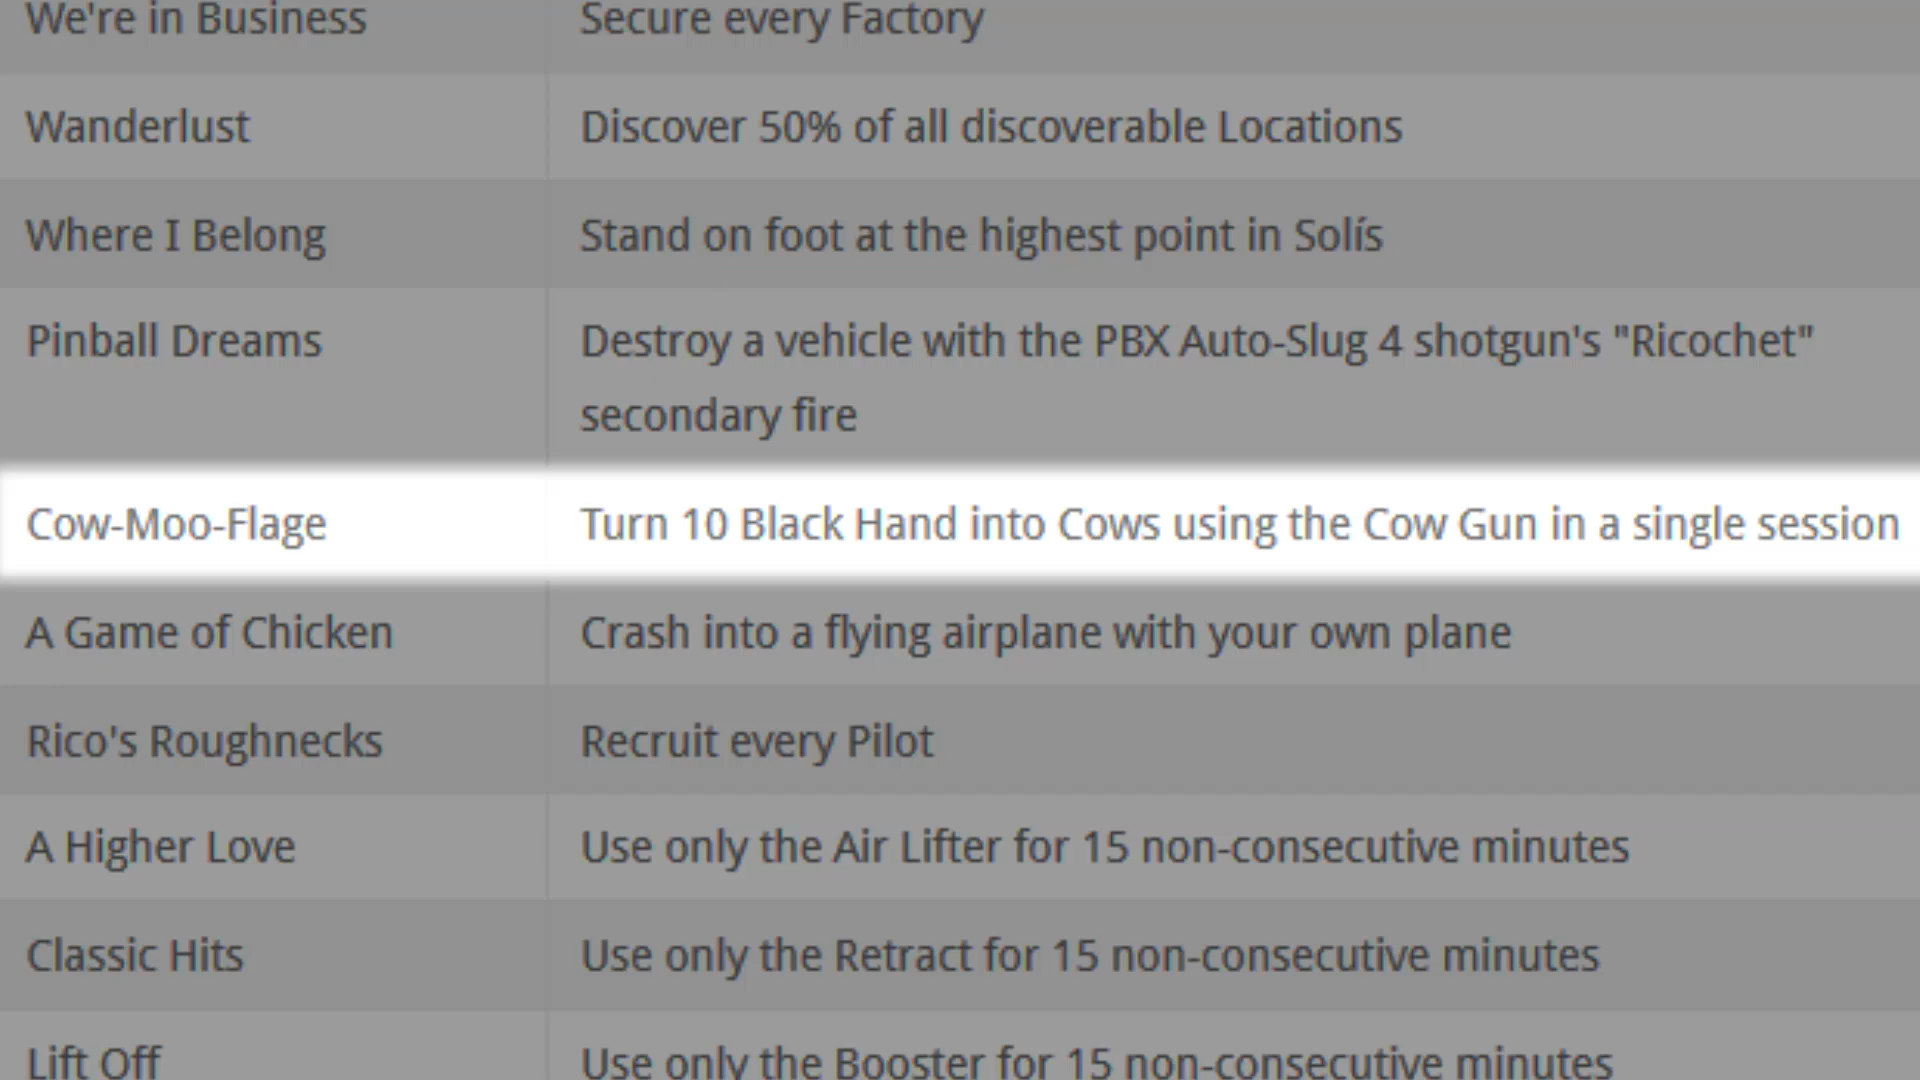 We're in Business Secure every Factory
Wanderlust Discover 50% of all discoverable Locations
Where I Belong Stand on foot at the highest point in Solís
Pinball Dreams Destroy a vehicle with the PBX Auto-Slug 4 shotgun's "Ricochet"
secondary fire
Cow-Moo-Flage Turn 10 Black Hand into Cows using the Cow Gun in a single session
A Game of Chicken Crash into a flying airplane with your own plane
Rico's Roughnecks Recruit every Pilot
A Higher Love Use only the Air Lifter for 15 non-consecutive minutes
Classic Hits Use only the Retract for 15 non-consecutive minutes
Lift Off Use only the Booster for 15 non-consecutive minutes